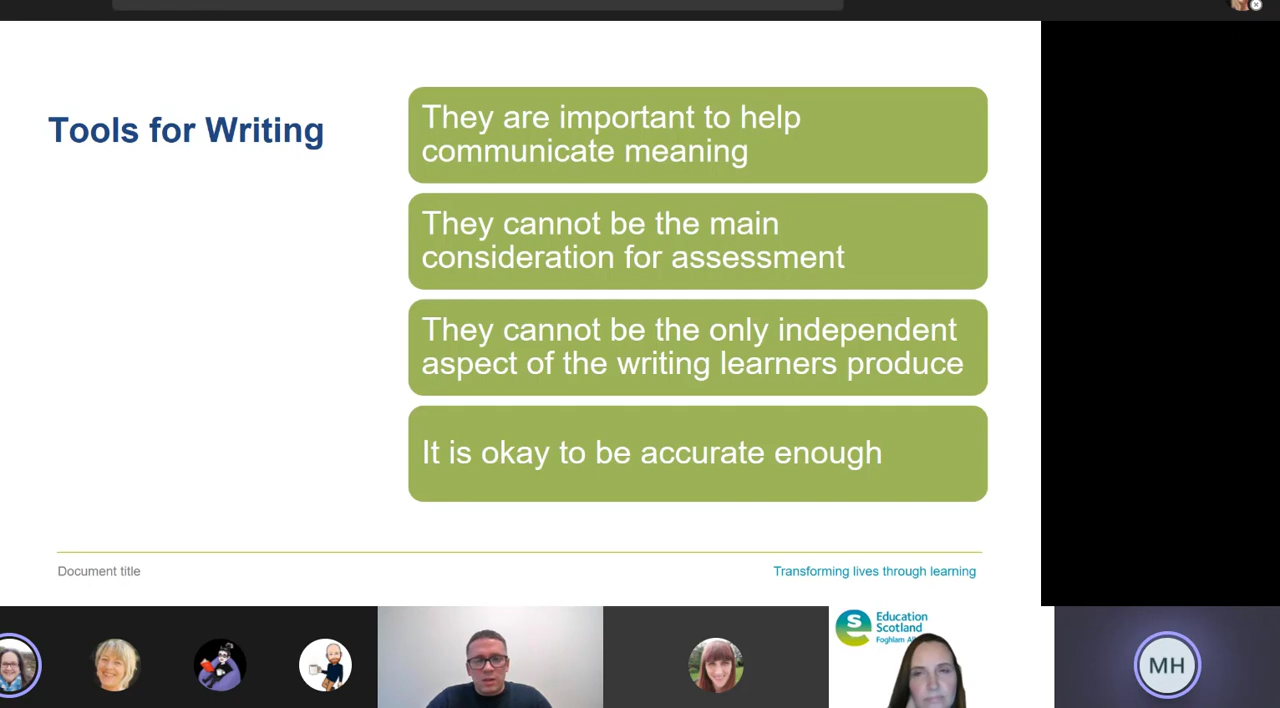 Tools for Writing
They are important to help
communicate meaning
They cannot be the main
consideration for assessment
They cannot be the only independent
aspect of the writing learners produce
It is okay to be accurate enough
Document title
Transforming lives through learning
Education
Scotland
Foghlam
MH